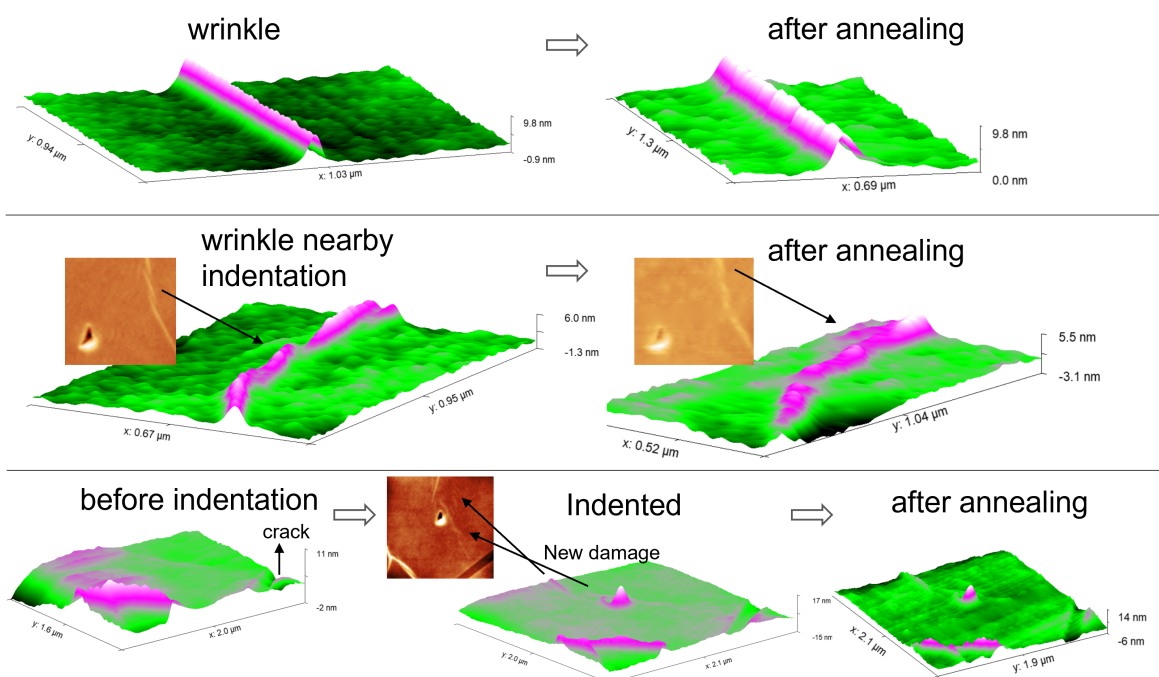 wrinkle
after annealing
y: 0.94 µm
x: 1.03 µm
9.8 nm
-0.9 nm
y: 1.3 µm
x: 0.69 µm
9.8 nm
0.0 nm
wrinkle nearby
indentation
after annealing
x: 0.67 µm
y: 0.95 µm
6.0 nm
-1.3 nm
x: 0.52 µm
y: 1.04 µm
5.5 nm
-3.1 nm
before indentation
crack
y: 1.6 µm
x: 2.0 µm
11 nm
-2 nm
Indented
New damage
y: 2.0 µm
x: 2.1 µm
17 nm
-15 nm
after annealing
x: 2.1 µm
y: 1.9 µm
14 nm
-6 nm